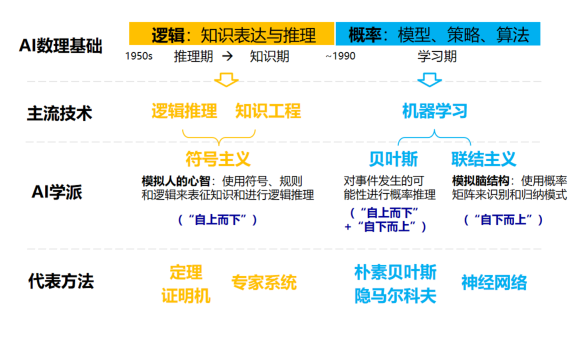 AI数理基础
逻辑：知识表达与推理
概率：模型、策略、算法
1950s 推理期 → 知识期 ~1990 学习期
主流技术
逻辑推理 知识工程
机器学习
AI学派
符号主义
模拟人的心智：使用符号、规则
和逻辑来表征知识和进行逻辑推理
（“自上而下”）
贝叶斯
对事件发生的可
能性进行概率推理
（“自下而上”
+“自下而上”）
联结主义
模拟脑结构：使用概率
矩阵来识别和归纳模式
（“自下而上”）
代表方法
定理
证明机
专家系统
朴素贝叶斯
隐马尔科夫
神经网络